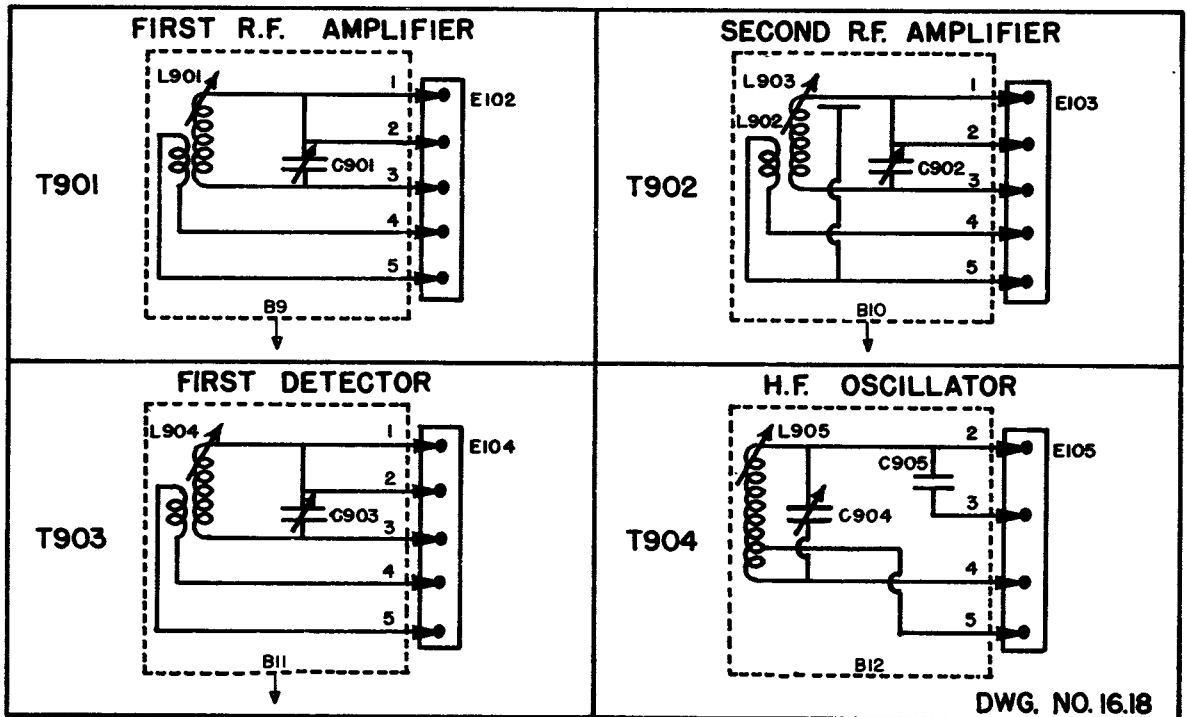 FIRST R.F. AMPLIFIER
L901
1
E102
2
C901
3
T901
4
5
B9
SECOND R.F. AMPLIFIER
L903
1
E103
L902
2
C902
3
T902
4
5
B10
FIRST DETECTOR
L904
1
E104
2
C903
3
T903
4
5
B11
H.F. OSCILLATOR
L905
2
E105
C905
C904
3
T904
4
5
B12
DWG. NO. 16.18